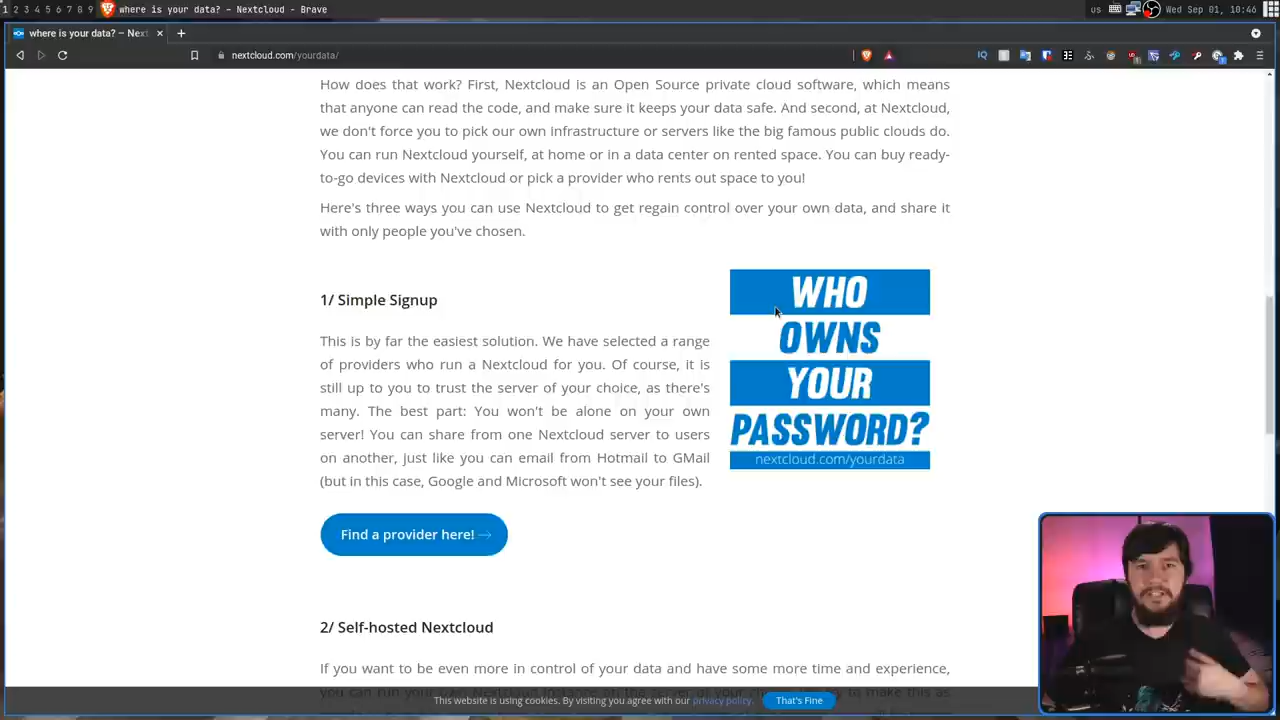 1 2 3 4 5 6 7 8 9 where is your data? – Nextcloud - Brave us Wed Sep 01, 10:46
where is your data? – Next
nextcloud.com/yourdata/
How does that work? First, Nextcloud is an Open Source private cloud software, which means
that anyone can read the code, and make sure it keeps your data safe. And second, at Nextcloud,
we don't force you to pick our own infrastructure or servers like the big famous public clouds do.
You can run Nextcloud yourself, at home or in a data center on rented space. You can buy ready-
to-go devices with Nextcloud or pick a provider who rents out space to you!
Here's three ways you can use Nextcloud to get regain control over your own data, and share it
with only people you've chosen.
1/ Simple Signup
This is by far the easiest solution. We have selected a range
of providers who run a Nextcloud for you. Of course, it is
still up to you to trust the server of your choice, as there's
many. The best part: You won't be alone on your own
server! You can share from one Nextcloud server to users
on another, just like you can email from Hotmail to GMail
(but in this case, Google and Microsoft won't see your files).
Find a provider here!
WHO
OWNS
YOUR
PASSWORD?
nextcloud.com/yourdata
2/ Self-hosted Nextcloud
If you want to be even more in control of your data and have some more time and experience,
This website is using cookies. By visiting you agree with our privacy policy. That's Fine